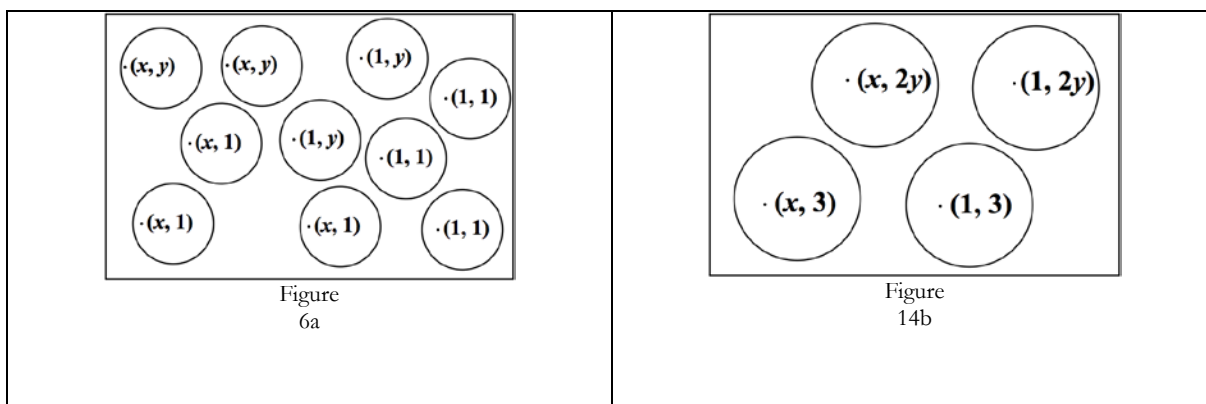 ·(x, y) ·(x, y) ·(1, y)
·(1, 1)
·(x, 1) ·(1, y) ·(1, 1)
·(x, 1) ·(x, 1) ·(1, 1)
Figure
6a
·(x, 2y) ·(1, 2y)
·(x, 3) ·(1, 3)
Figure
14b